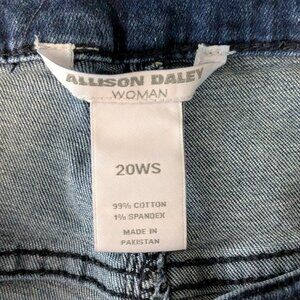 ALLISON DALEY
WOMAN
20WS
99% COTTON
1% SPANDEX
MADE IN
PAKISTAN